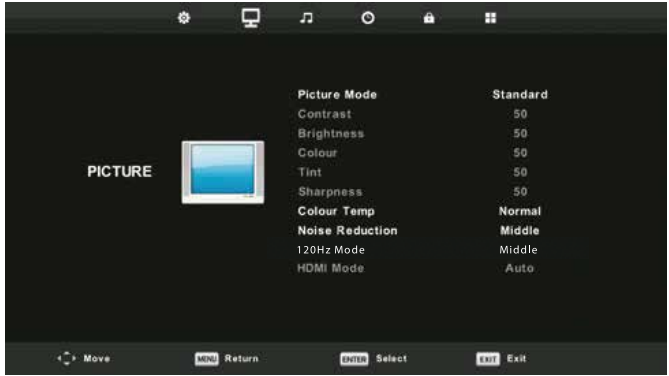 Picture Mode Standard
Contrast 50
Brightness 50
Colour 50
PICTURE
Tint 50
Sharpness 50
Colour Temp Normal
Noise Reduction Middle
120Hz Mode Middle
HDMI Mode Auto
Move MENU Return ENTER Select EXIT Exit